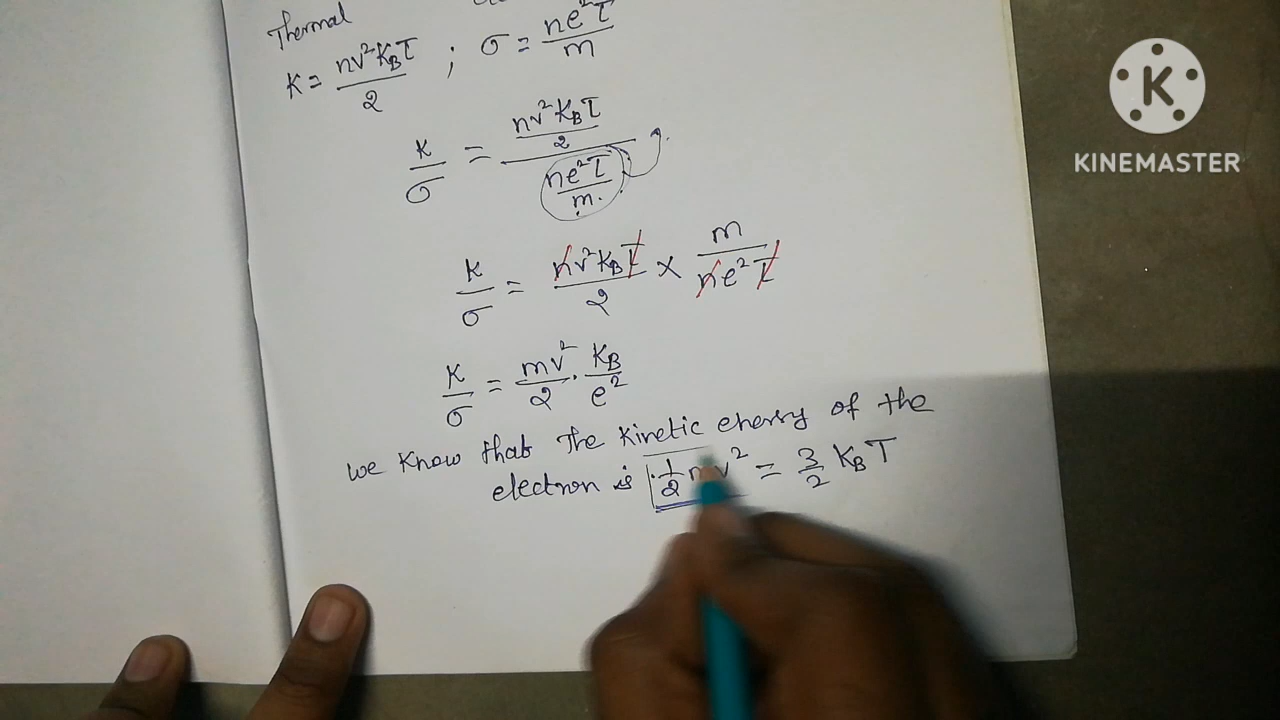 Thermal
K = nv²K_Bτ / 2 ; σ = ne²τ / m
K/σ = (nv²K_Bτ / 2) / (ne²τ / m)
K/σ = nv²K_Bτ / 2 × m / ne²τ
K/σ = mv²/2 . K_B/e²
We Know that The Kinetic energy of the
electron is 1/2 mv² = 3/2 K_B T
K
KINEMASTER